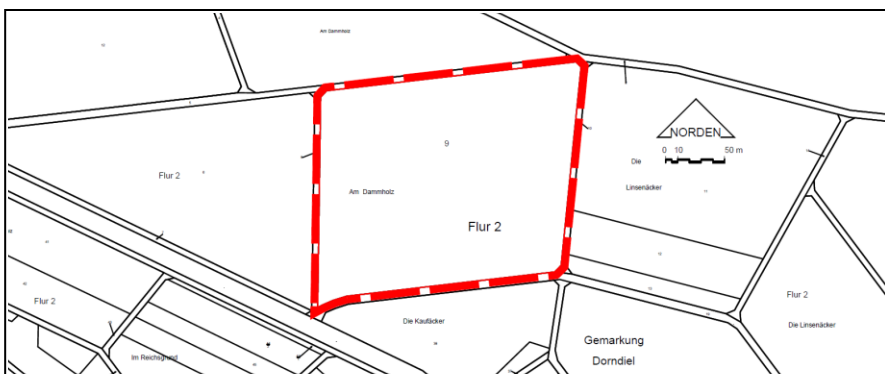 Am Dammholz
9
NORDEN
0 10 50 m
Flur 2
Die
Linsenäcker
Am Dammholz
Flur 2
Flur 2
Flur 2
Die Kautäcker
Die Linsenäcker
Gemarkung
Dorndiel
Im Reichsgrund